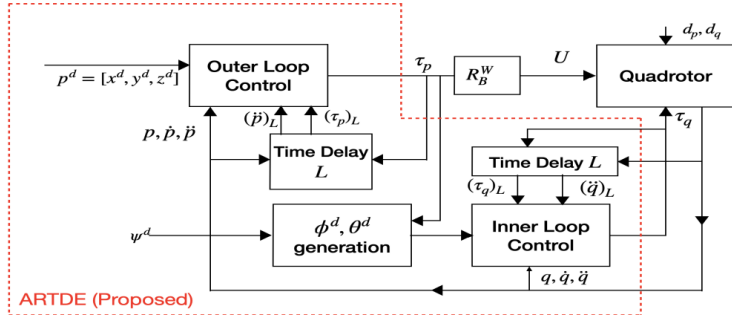 d_p, d_q
p^d = [x^d, y^d, z^d]
Outer Loop
Control
τ_p
R_B^W
U
Quadrotor
(p̈)_L
(τ_p)_L
p, ṗ, p̈
τ_q
Time Delay
L
Time Delay L
(τ_q)_L
(q̈)_L
ψ^d
ϕ^d, θ^d
generation
Inner Loop
Control
q, q̇, q̈
ARTDE (Proposed)